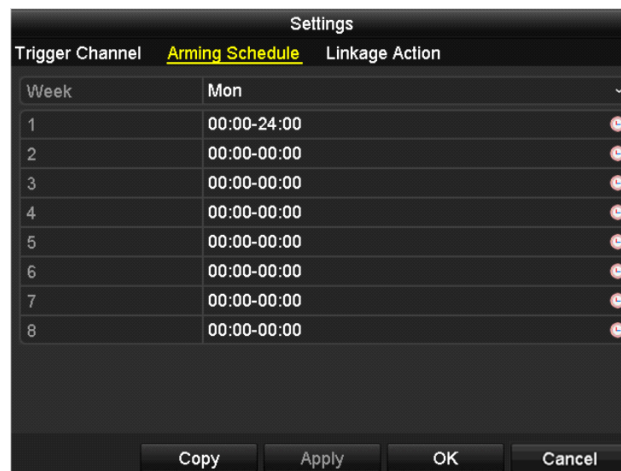 Settings
Trigger Channel Arming Schedule Linkage Action
Week Mon
1 00:00-24:00
2 00:00-00:00
3 00:00-00:00
4 00:00-00:00
5 00:00-00:00
6 00:00-00:00
7 00:00-00:00
8 00:00-00:00
Copy Apply OK Cancel